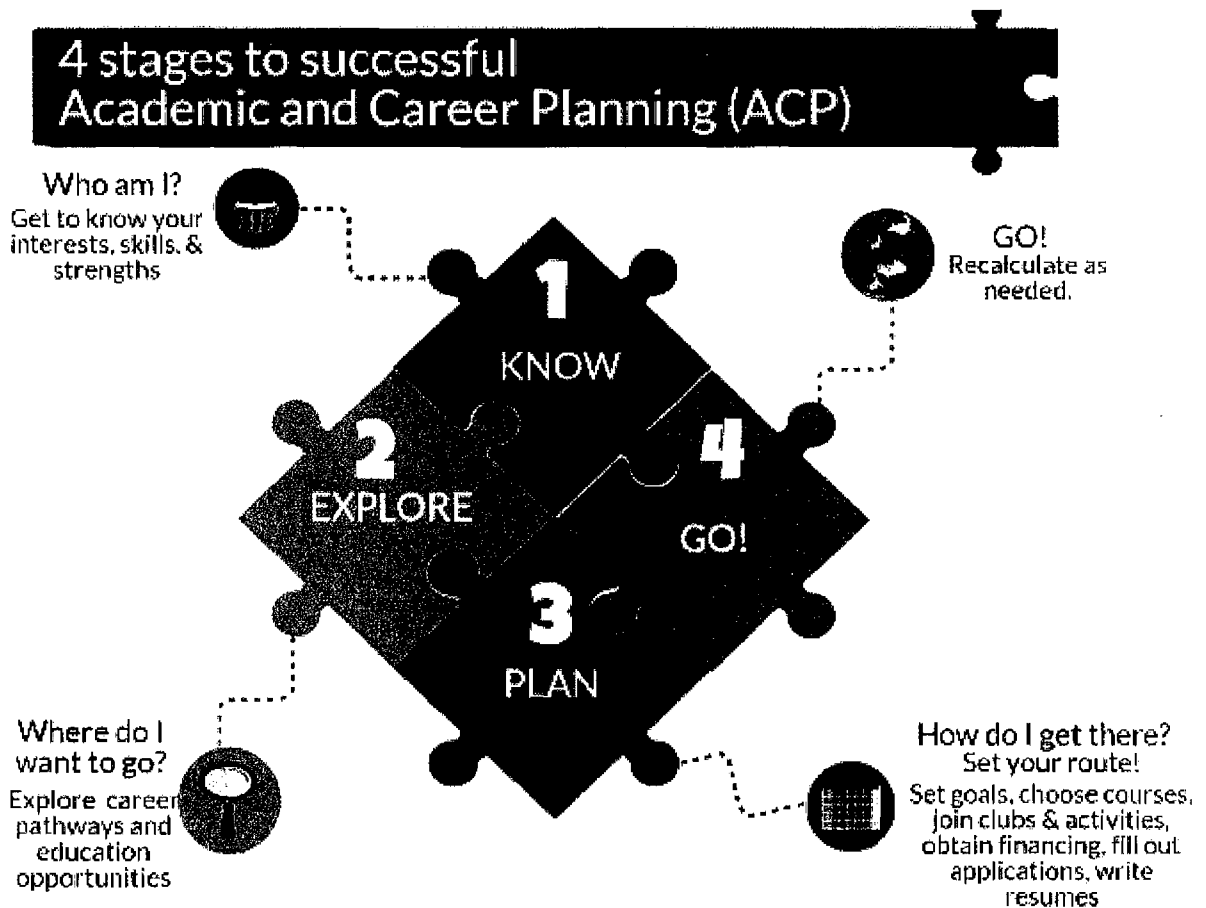 4 stages to successful
Academic and Career Planning (ACP)
Who am I?
Get to know your
interests, skills, &
strengths
1
KNOW
GO!
Recalculate as
needed.
2
EXPLORE
4
GO!
3
PLAN
Where do I
want to go?
Explore career
pathways and
education
opportunities
How do I get there?
Set your route!
Set goals, choose courses,
join clubs & activities,
obtain financing, fill out
applications, write
resumes